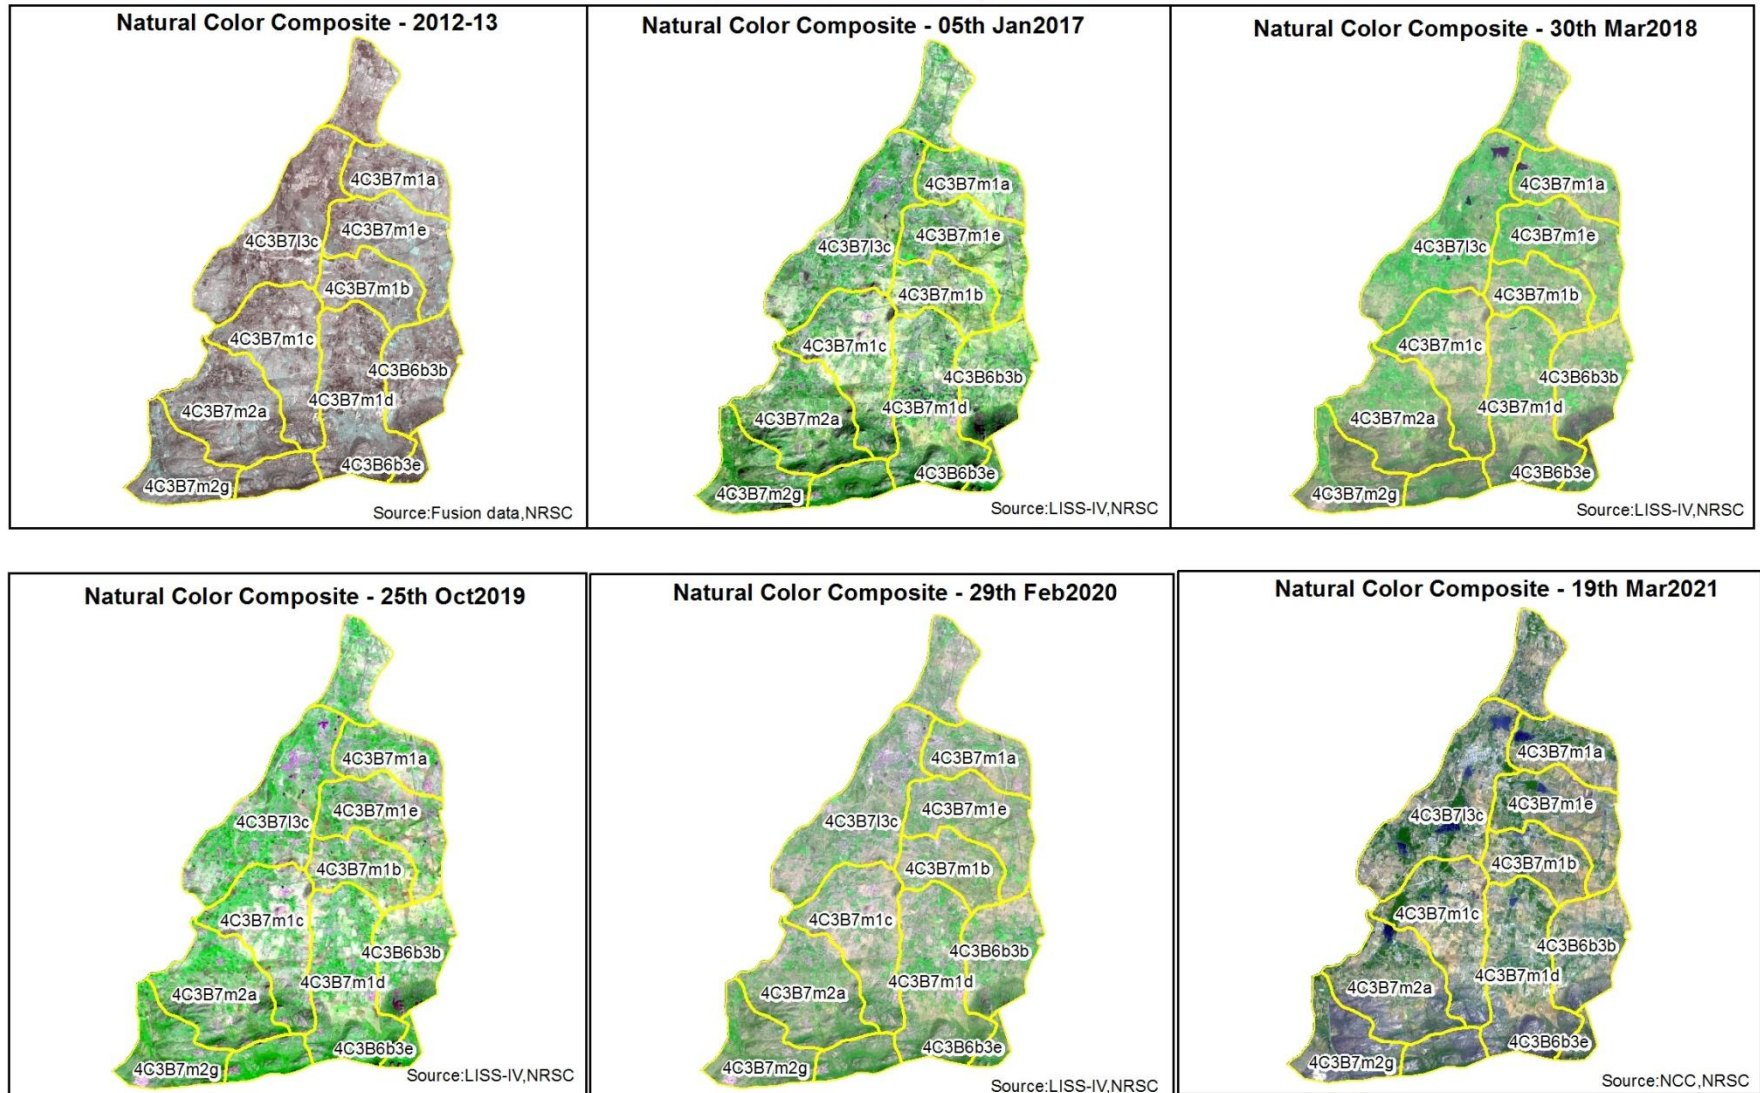 Natural Color Composite - 2012-13
4C3B7m1a
4C3B7m1e
4C3B7l3c
4C3B7m1b
4C3B7m1c
4C3B6b3b
4C3B7m1d
4C3B7m2a
4C3B6b3e
4C3B7m2g
Source:Fusion data,NRSC
Natural Color Composite - 05th Jan2017
4C3B7m1a
4C3B7m1e
4C3B7l3c
4C3B7m1b
4C3B7m1c
4C3B6b3b
4C3B7m1d
4C3B7m2a
4C3B6b3e
4C3B7m2g
Source:LISS-IV,NRSC
Natural Color Composite - 30th Mar2018
4C3B7m1a
4C3B7m1e
4C3B7l3c
4C3B7m1b
4C3B7m1c
4C3B6b3b
4C3B7m1d
4C3B7m2a
4C3B6b3e
4C3B7m2g
Source:LISS-IV,NRSC
Natural Color Composite - 25th Oct2019
4C3B7m1a
4C3B7m1e
4C3B7l3c
4C3B7m1b
4C3B7m1c
4C3B6b3b
4C3B7m1d
4C3B7m2a
4C3B6b3e
4C3B7m2g
Source:LISS-IV,NRSC
Natural Color Composite - 29th Feb2020
4C3B7m1a
4C3B7m1e
4C3B7l3c
4C3B7m1b
4C3B7m1c
4C3B6b3b
4C3B7m1d
4C3B7m2a
4C3B6b3e
4C3B7m2g
Source:LISS-IV,NRSC
Natural Color Composite - 19th Mar2021
4C3B7m1a
4C3B7m1e
4C3B7l3c
4C3B7m1b
4C3B7m1c
4C3B6b3b
4C3B7m1d
4C3B7m2a
4C3B6b3e
4C3B7m2g
Source:NCC,NRSC